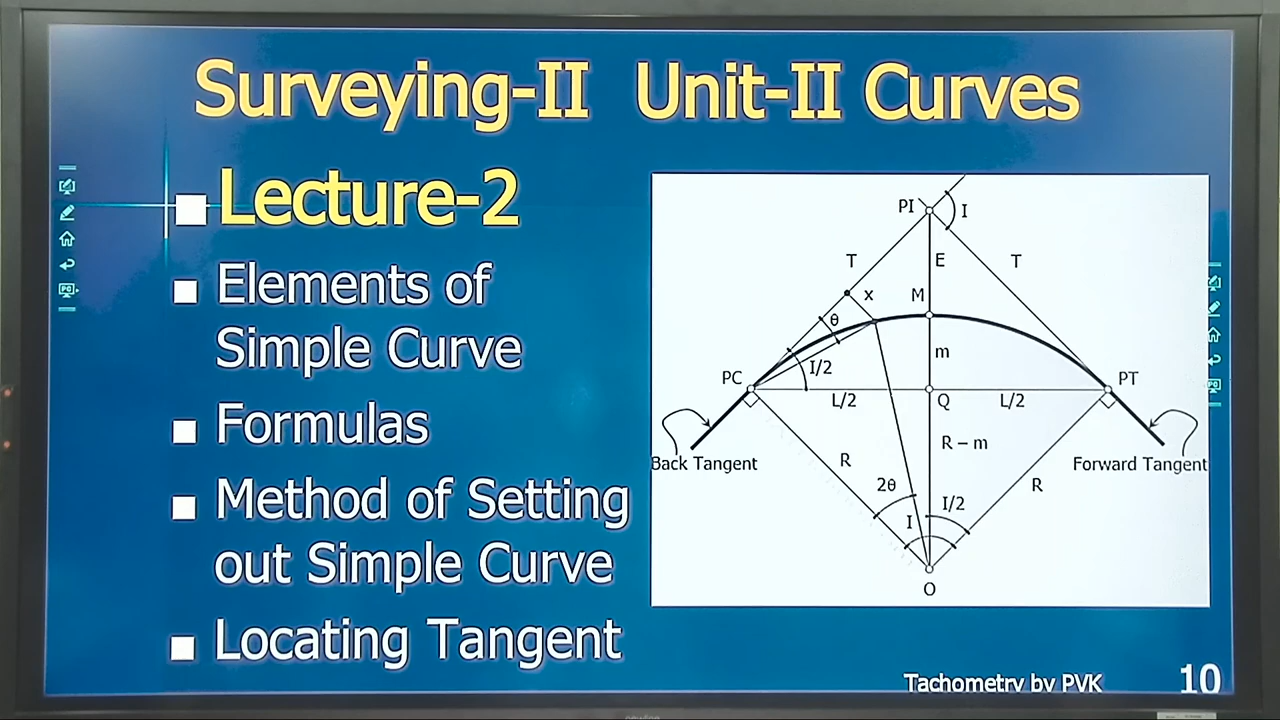 Surveying-II Unit-II Curves
Lecture-2
Elements of
Simple Curve
Formulas
Method of Setting
out Simple Curve
Locating Tangent
PI
I
T
E
T
x
M
θ
I/2
m
PC
PT
L/2
Q
L/2
R – m
Back Tangent
Forward Tangent
R
R
2θ
I/2
I
O
Tachometry by PVK
10